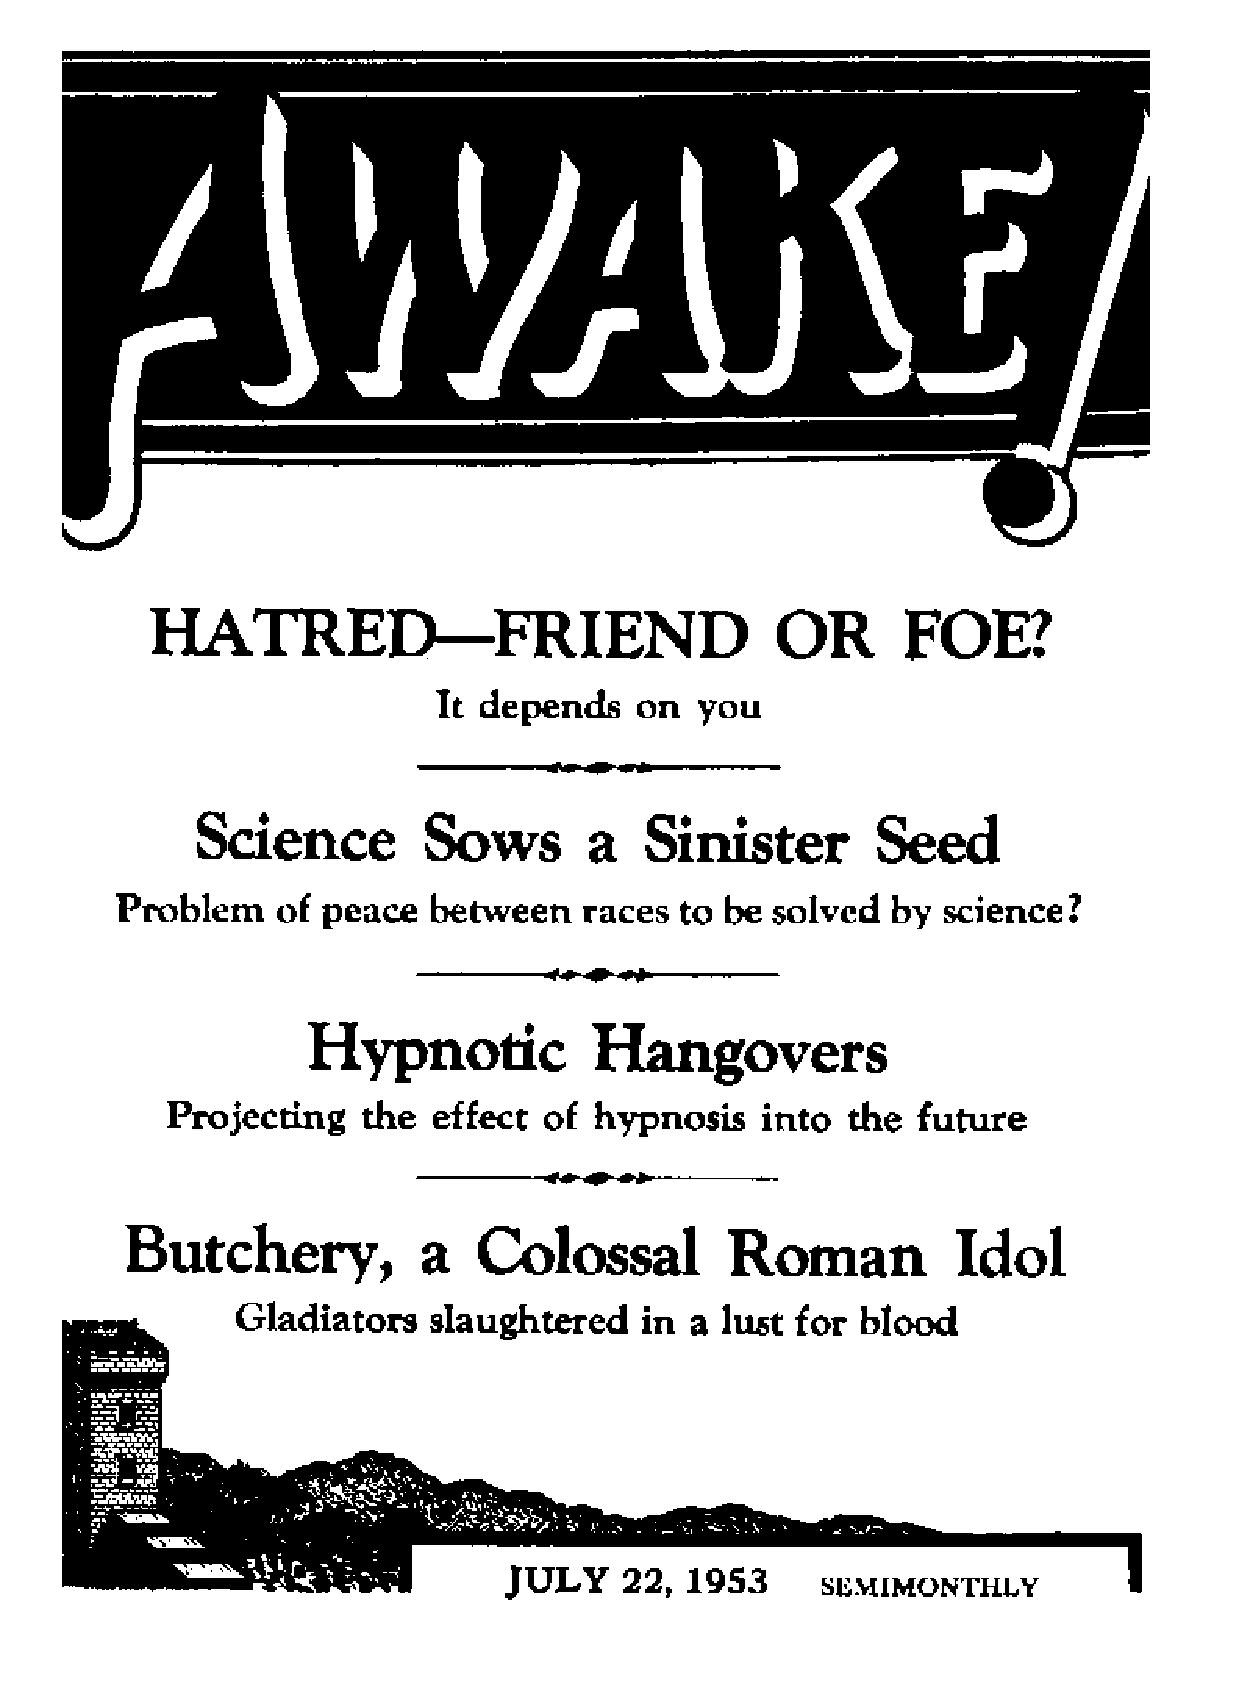 AWAKE!
HATRED—FRIEND OR FOE?
It depends on you
Science Sows a Sinister Seed
Problem of peace between races to be solved by science?
Hypnotic Hangovers
Projecting the effect of hypnosis into the future
Butchery, a Colossal Roman Idol
Gladiators slaughtered in a lust for blood
JULY 22, 1953 SEMIMONTHLY